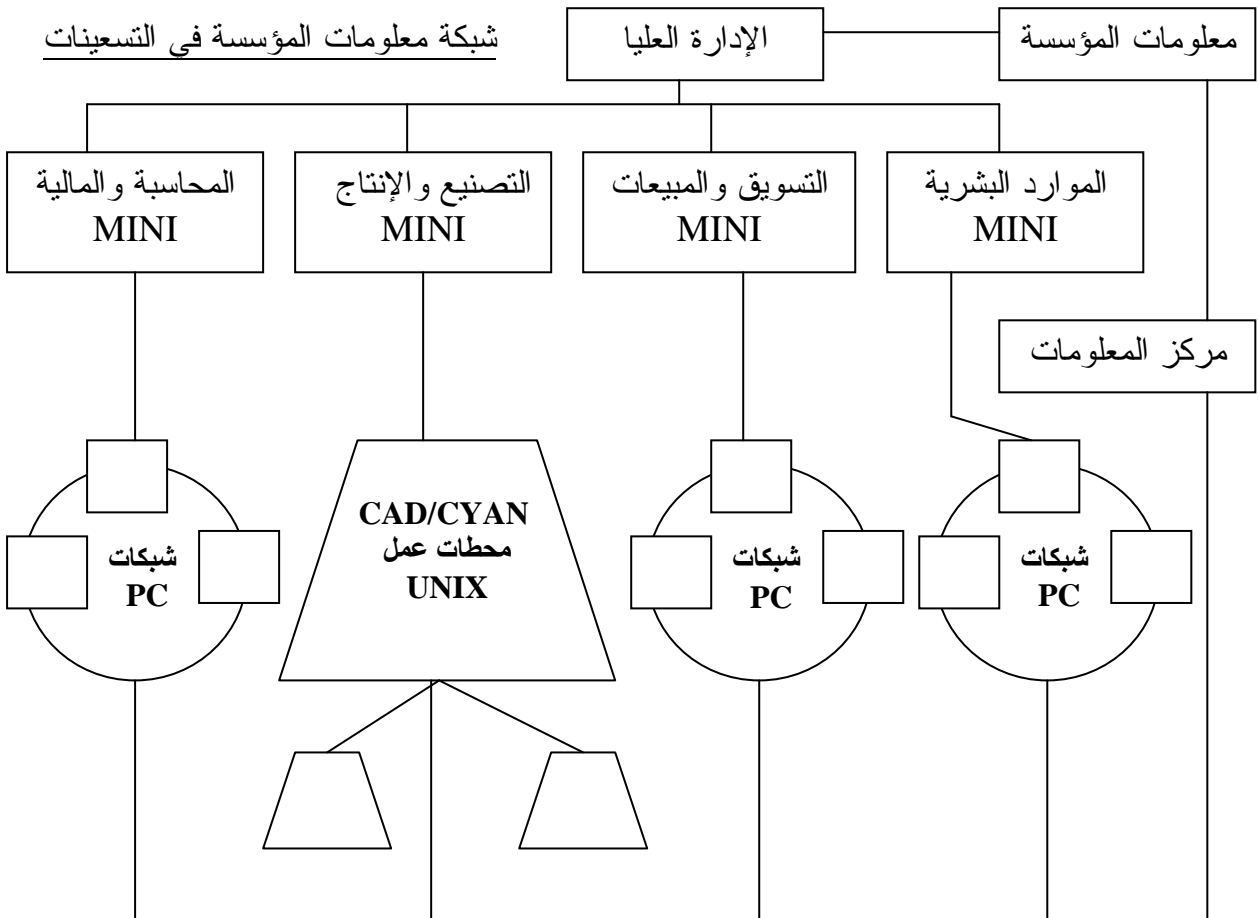 شبكة معلومات المؤسسة في التسعينات
معلومات المؤسسة
الإدارة العليا
الموارد البشرية
MINI
التسويق والمبيعات
MINI
التصنيع والإنتاج
MINI
المحاسبة والمالية
MINI
مركز المعلومات
شبكات
PC
شبكات
PC
CAD/CYAN
محطات عمل
UNIX
شبكات
PC